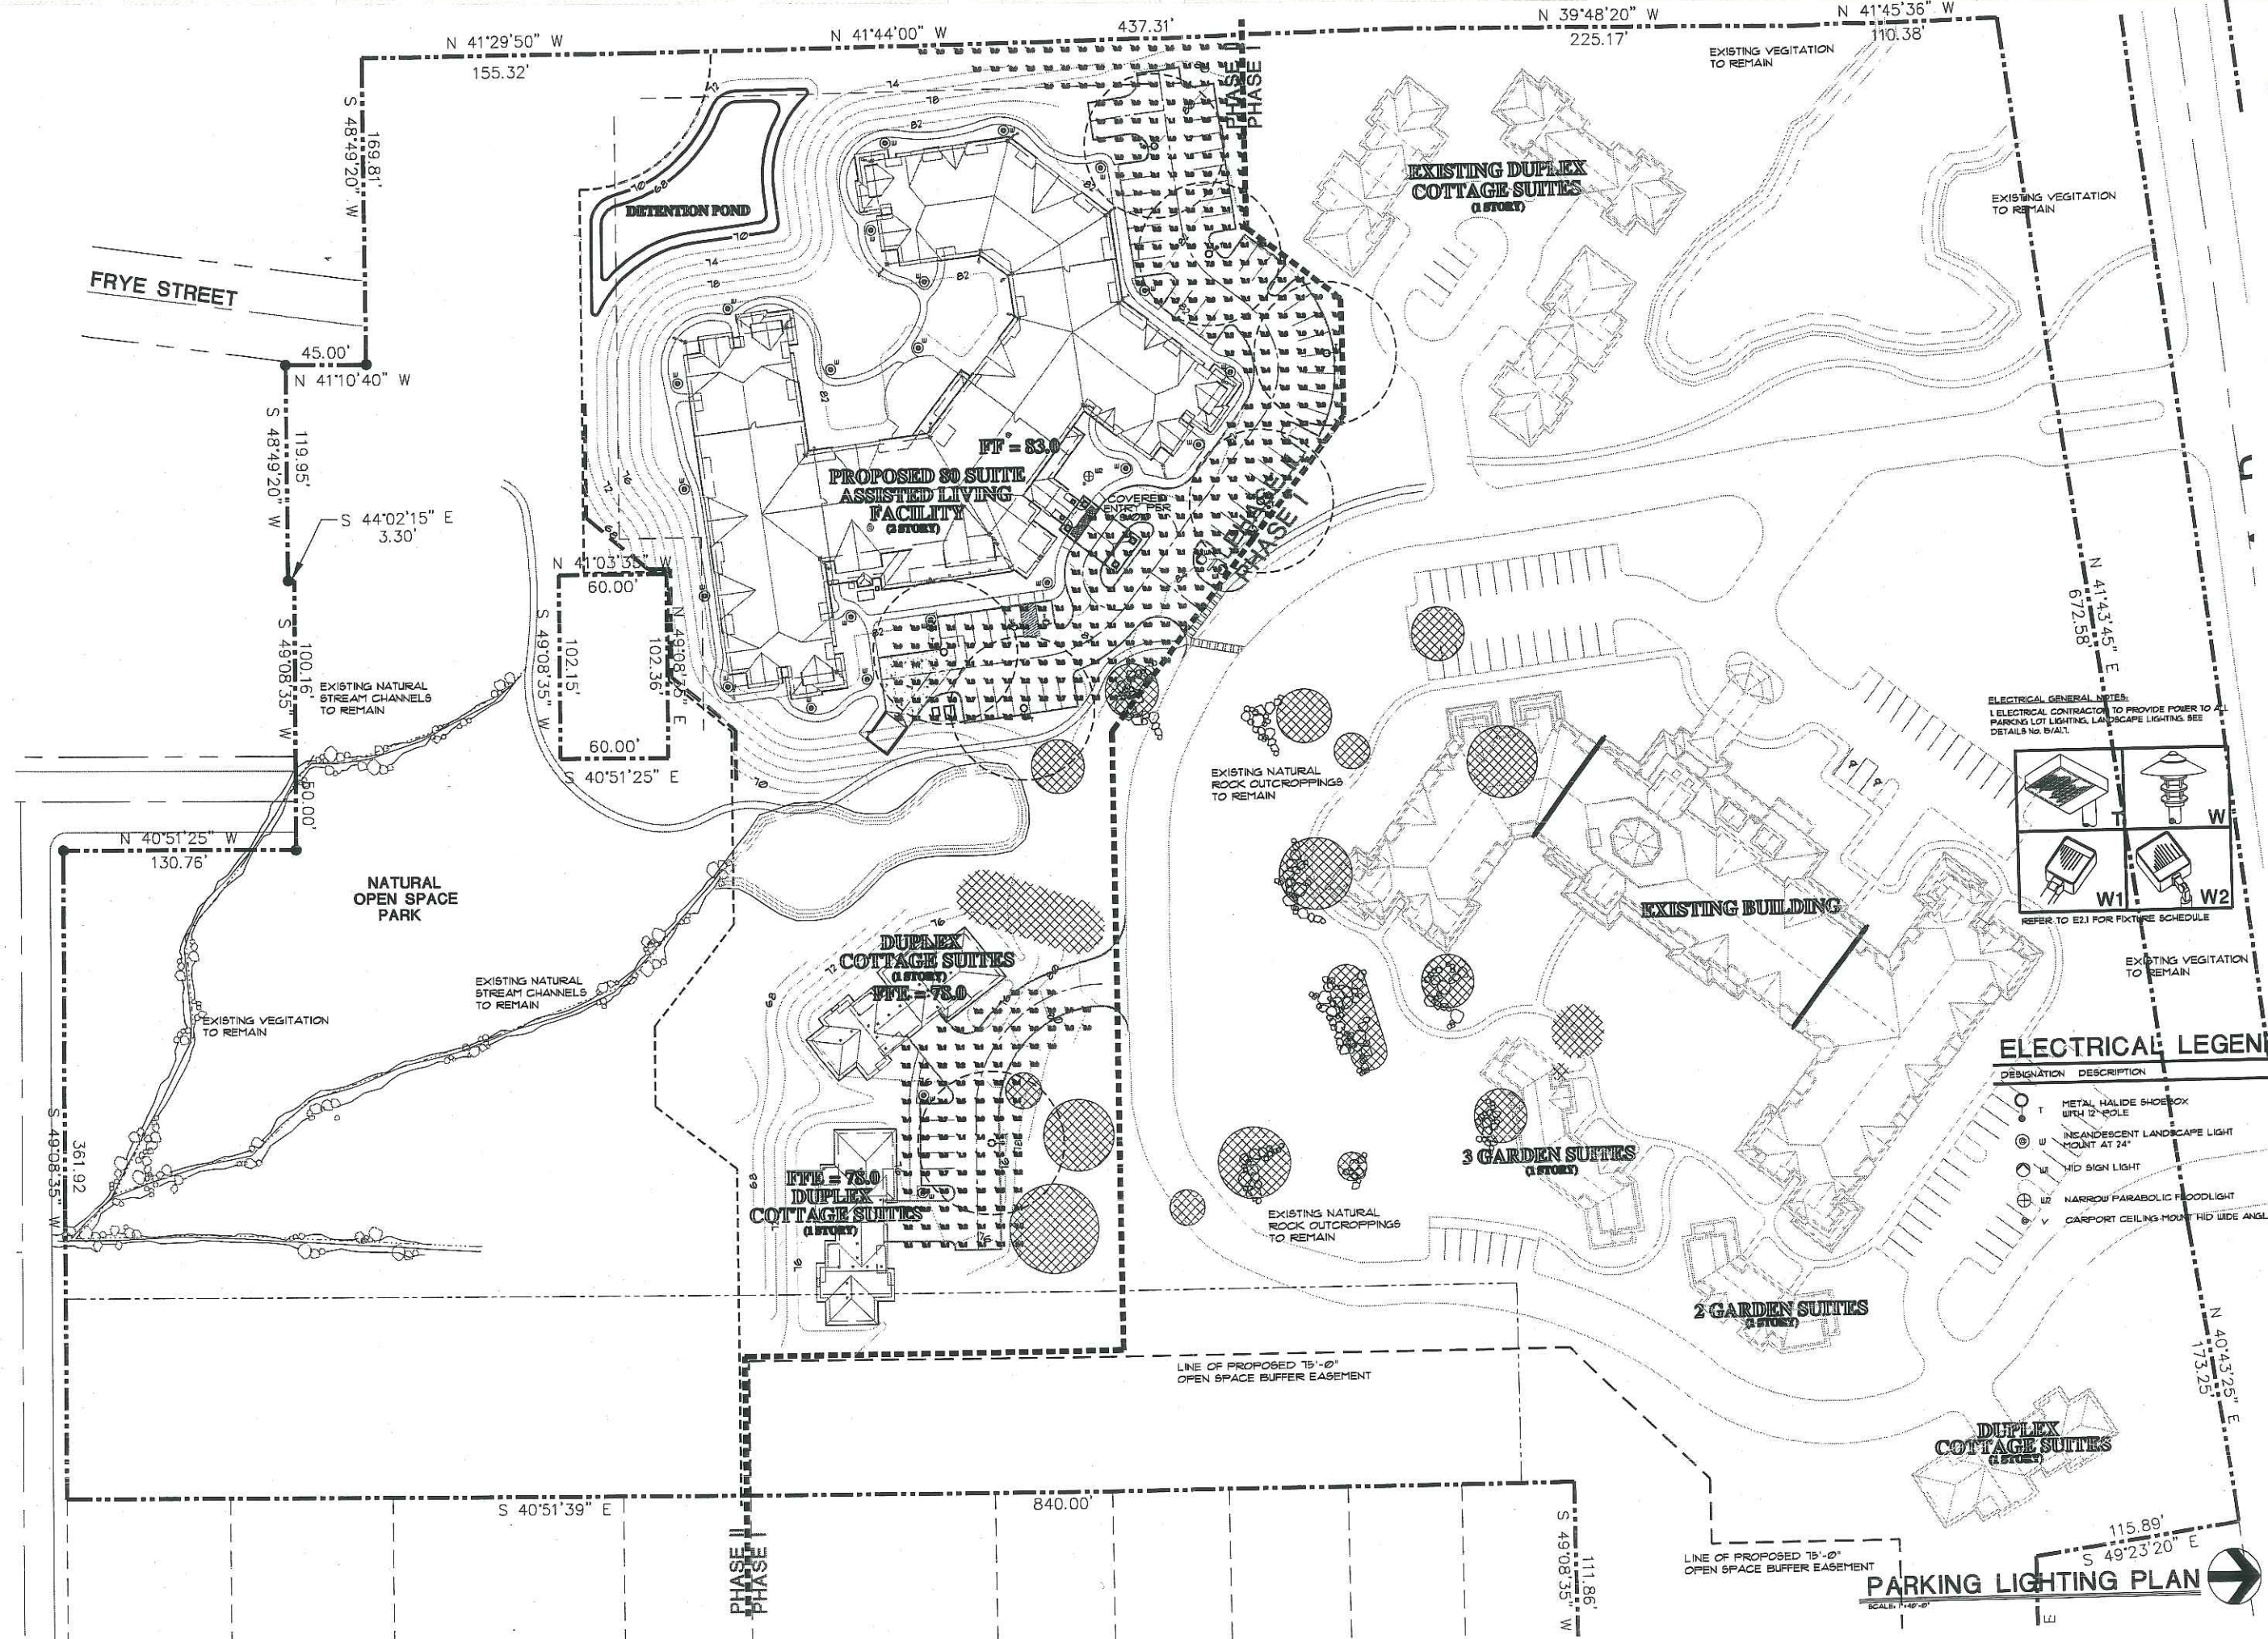 N 41°29'50" W
155.32'
N 41°44'00" W
437.31'
N 39°48'20" W
225.17'
N 41°45'36" W
110.38'
S 48°49'20" W
169.81'
PHASE II
PHASE I
EXISTING VEGITATION
TO REMAIN
EXISTING VEGITATION
TO REMAIN
EXISTING DUPLEX
COTTAGE SUITES
(1 STORY)
DETENTION POND
FRYE STREET
45.00'
N 41°10'40" W
S 48°49'20" W
119.95'
S 44°02'15" E
3.30'
FF = 83.0
PROPOSED 80 SUITE
ASSISTED LIVING
FACILITY
(2 STORY)
COVERED
ENTRY PER
PHASE I
N 41°03'35" W
60.00'
S 49°08'35" W
102.15'
102.36'
N 49°08'35" E
60.00'
S 40°51'25" E
S 49°08'35" W
100.16'
50.00'
EXISTING NATURAL
STREAM CHANNELS
TO REMAIN
N 40°51'25" W
130.76'
NATURAL
OPEN SPACE
PARK
EXISTING NATURAL
STREAM CHANNELS
TO REMAIN
EXISTING VEGITATION
TO REMAIN
S 49°08'35" W
361.92
DUPLEX
COTTAGE SUITES
(1 STORY)
FFE = 78.0
FFE = 78.0
DUPLEX
COTTAGE SUITES
(1 STORY)
EXISTING NATURAL
ROCK OUTCROPPINGS
TO REMAIN
EXISTING BUILDING
EXISTING NATURAL
ROCK OUTCROPPINGS
TO REMAIN
3 GARDEN SUITES
(1 STORY)
2 GARDEN SUITES
DUPLEX
COTTAGE SUITES
(1 STORY)
N 41°43'45" E
672.58'
ELECTRICAL GENERAL NOTES:
1. ELECTRICAL CONTRACTOR TO PROVIDE POWER TO ALL
PARKING LOT LIGHTING, LANDSCAPE LIGHTING. SEE
T
W
W1
W2
REFER TO E2.1 FOR FIXTURE SCHEDULE
EXISTING VEGITATION
TO REMAIN
ELECTRICAL LEGEN
DESIGNATION DESCRIPTION
T METAL HALIDE SHOEBOX
WITH 12' POLE
W INCANDESCENT LANDSCAPE LIGHT
MOUNT AT 24"
W1 HID SIGN LIGHT
W2 NARROW PARABOLIC FLOODLIGHT
V CARPORT CEILING MOUNT HID WIDE ANGL
N 40°43'25" E
173.25'
LINE OF PROPOSED 75'-0"
OPEN SPACE BUFFER EASEMENT
S 40°51'39" E
840.00'
PHASE II
PHASE I
S 49°08'35" W
111.86'
LINE OF PROPOSED 75'-0"
OPEN SPACE BUFFER EASEMENT
115.89'
S 49°23'20" E
PARKING LIGHTING PLAN
SCALE: 1"=40'-0"